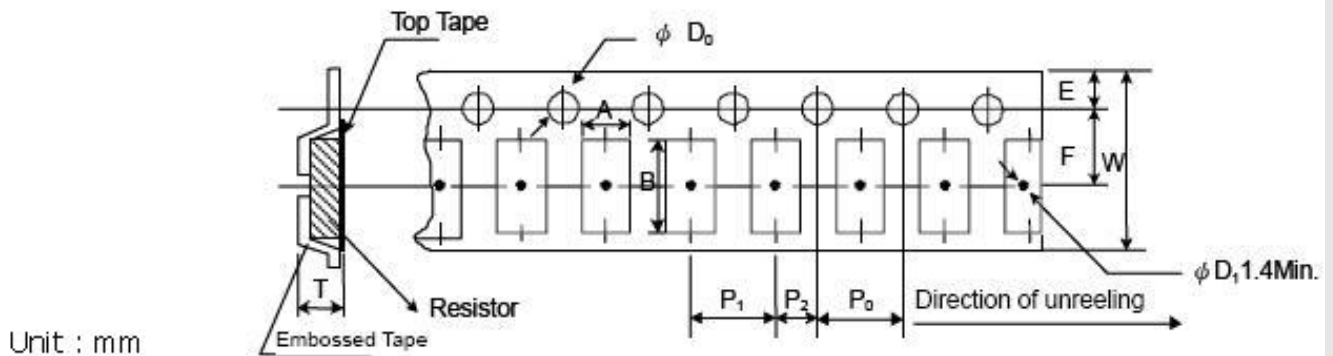 Top Tape
ϕ D₀
A
E
F
W
B
T
P₁
P₂
P₀
Direction of unreeling
ϕ D₁ 1.4Min.
Resistor
Embossed Tape
Unit : mm